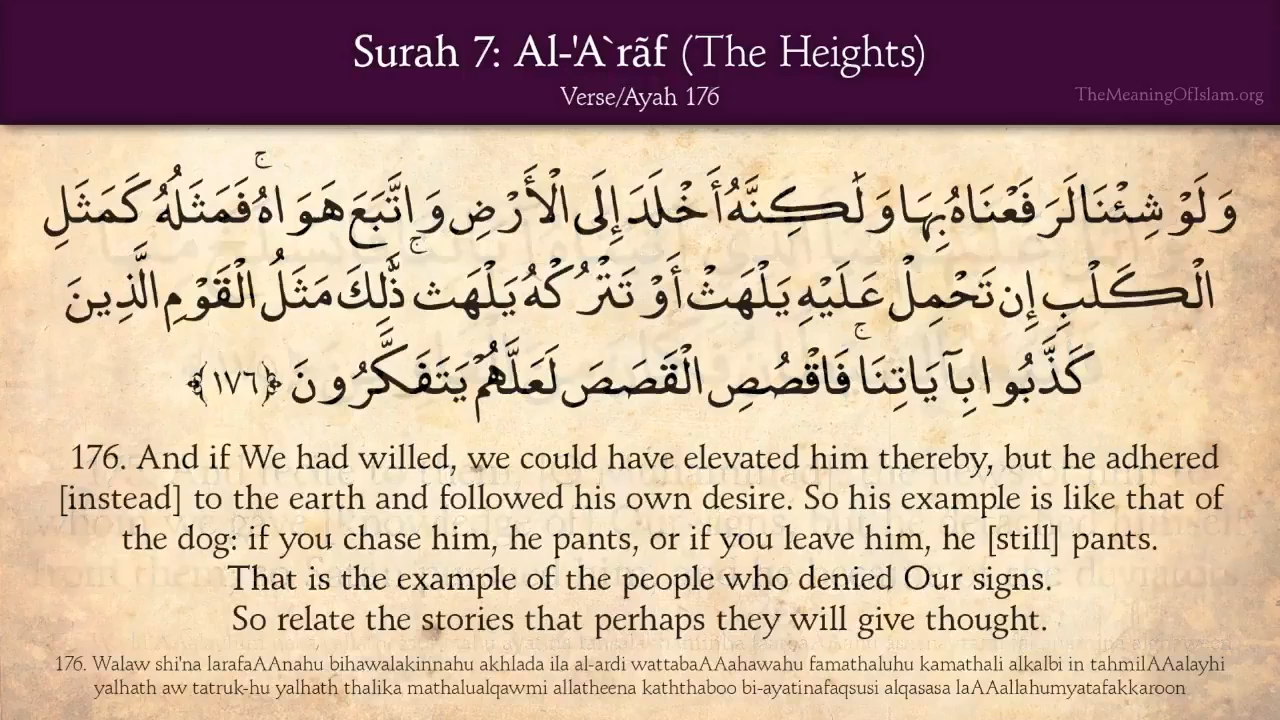 Surah 7: Al-'A`rãf (The Heights)
Verse/Ayah 176
TheMeaningOfIslam.org
وَلَوْ شِئْنَا لَرَفَعْنَاهُ بِهَا وَلَٰكِنَّهُ أَخْلَدَ إِلَى الْأَرْضِ وَاتَّبَعَ هَوَاهُ ۚ فَمَثَلُهُ كَمَثَلِ
الْكَلْبِ إِن تَحْمِلْ عَلَيْهِ يَلْهَثْ أَوْ تَتْرُكْهُ يَلْهَث ۚ ذَّٰلِكَ مَثَلُ الْقَوْمِ الَّذِينَ
كَذَّبُوا بِآيَاتِنَا ۚ فَاقْصُصِ الْقَصَصَ لَعَلَّهُمْ يَتَفَكَّرُونَ ﴿١٧٦﴾
176. And if We had willed, we could have elevated him thereby, but he adhered
[instead] to the earth and followed his own desire. So his example is like that of
the dog: if you chase him, he pants, or if you leave him, he [still] pants.
That is the example of the people who denied Our signs.
So relate the stories that perhaps they will give thought.
176. Walaw shi'na larafaAAnahu bihawalakinnahu akhlada ila al-ardi wattabaAAahawahu famathaluhu kamathali alkalbi in tahmilAAalayhi
yalhath aw tatruk-hu yalhath thalika mathalualqawmi allatheena kaththaboo bi-ayatinafaqsusi alqasasa laAAallahumyatafakkaroon